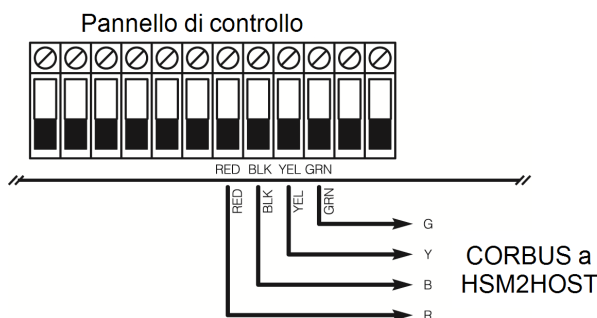 Pannello di controllo
RED BLK YEL GRN
RED BLK YEL GRN
G
Y
CORBUS a
HSM2HOST
B
R